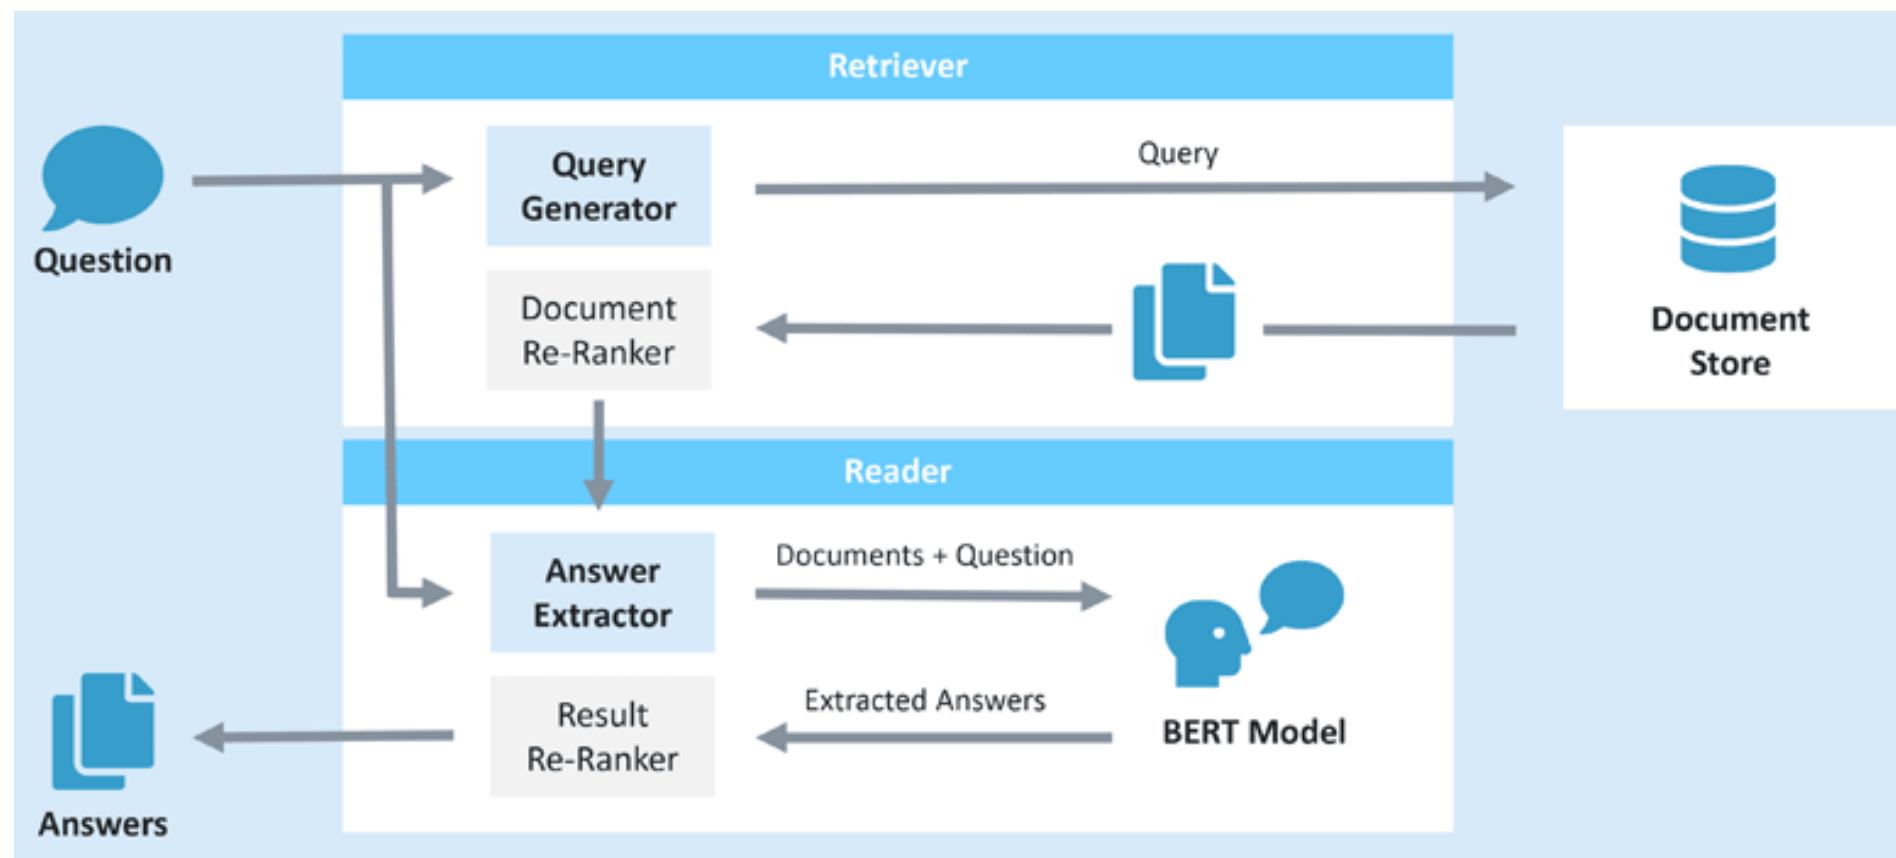 Retriever
Question
Query
Generator
Query
Document
Re-Ranker
Document
Store
Reader
Answer
Extractor
Documents + Question
Result
Re-Ranker
Extracted Answers
BERT Model
Answers